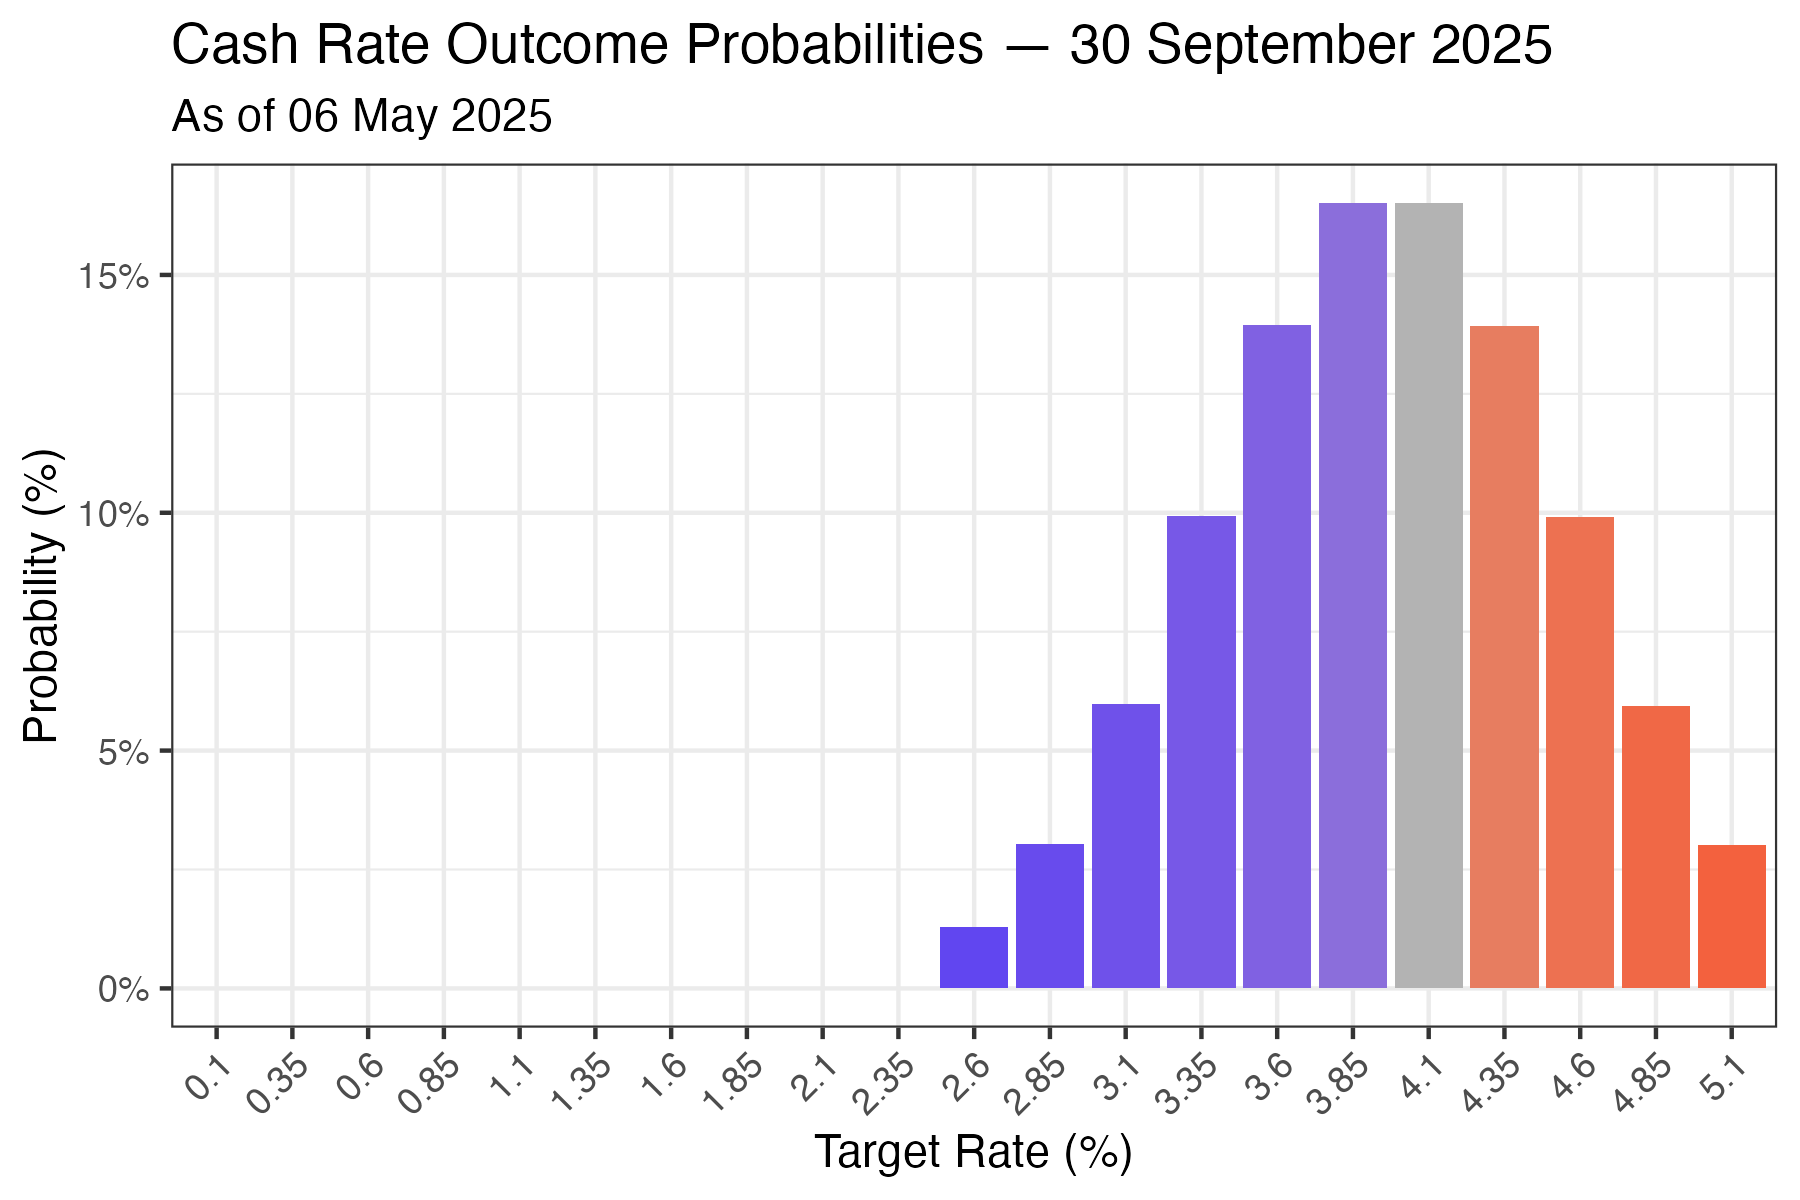 Cash Rate Outcome Probabilities — 30 September 2025
As of 06 May 2025
Probability (%)
15%
10%
5%
0%
0.1 0.35 0.6 0.85 1.1 1.35 1.6 1.85 2.1 2.35 2.6 2.85 3.1 3.35 3.6 3.85 4.1 4.35 4.6 4.85 5.1
Target Rate (%)